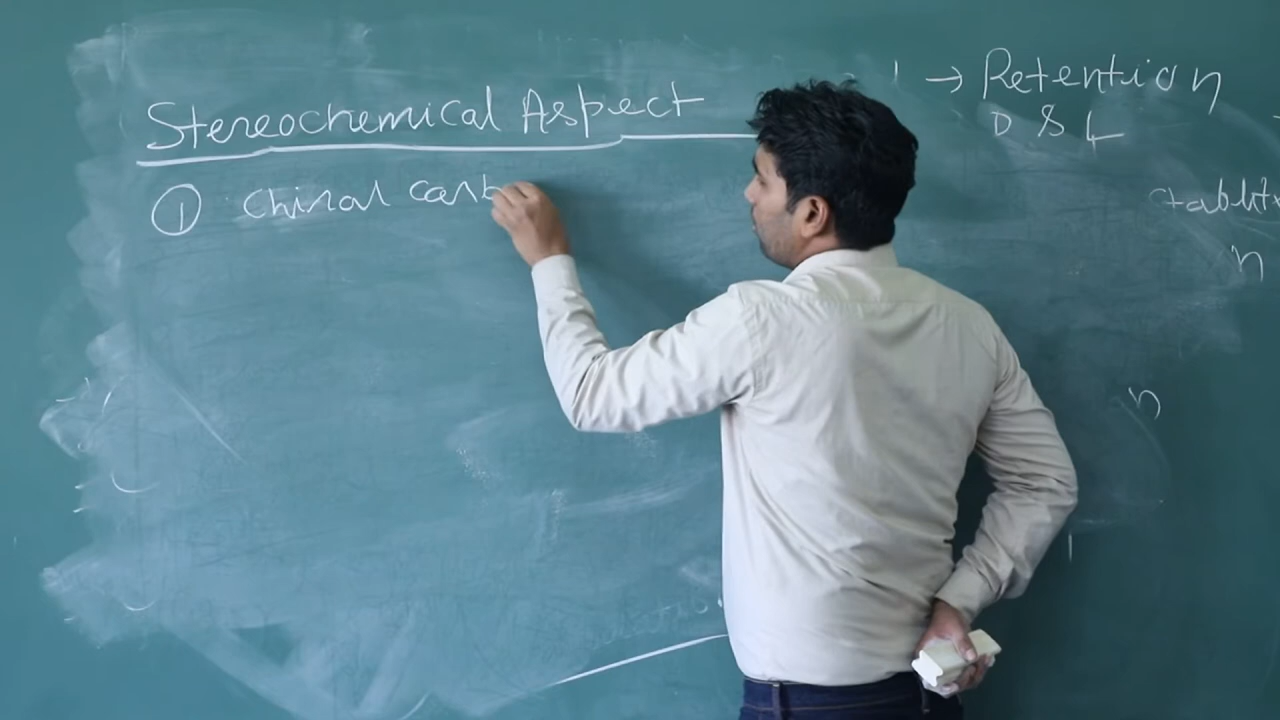 Stereochemical Aspect
① Chiral carb
1 → Retention
D & L
n
n